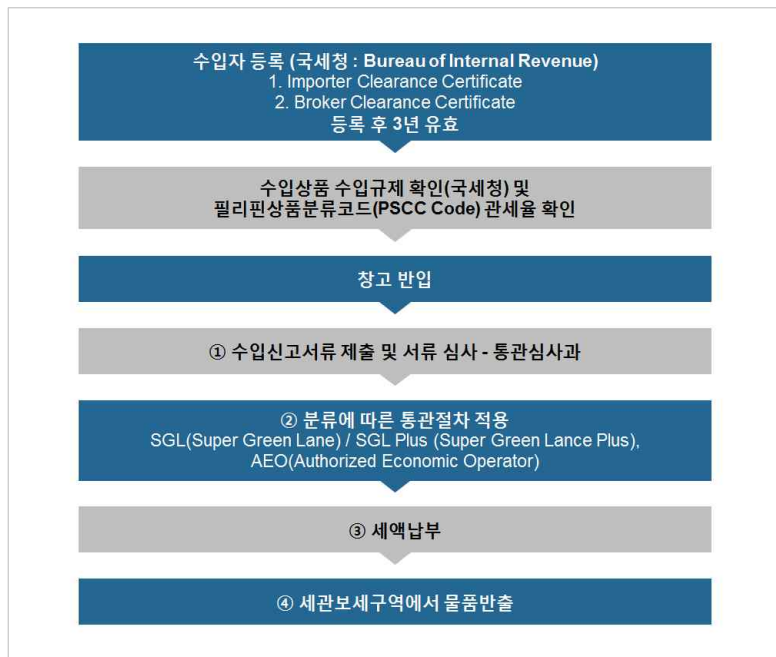 수입자 등록 (국세청 : Bureau of Internal Revenue)
1. Importer Clearance Certificate
2. Broker Clearance Certificate
등록 후 3년 유효
수입상품 수입규제 확인(국세청) 및
필리핀상품분류코드(PSCC Code) 관세율 확인
창고 반입
① 수입신고서류 제출 및 서류 심사 - 통관심사과
② 분류에 따른 통관절차 적용
SGL(Super Green Lane) / SGL Plus (Super Green Lance Plus),
AEO(Authorized Economic Operator)
③ 세액납부
④ 세관보세구역에서 물품반출